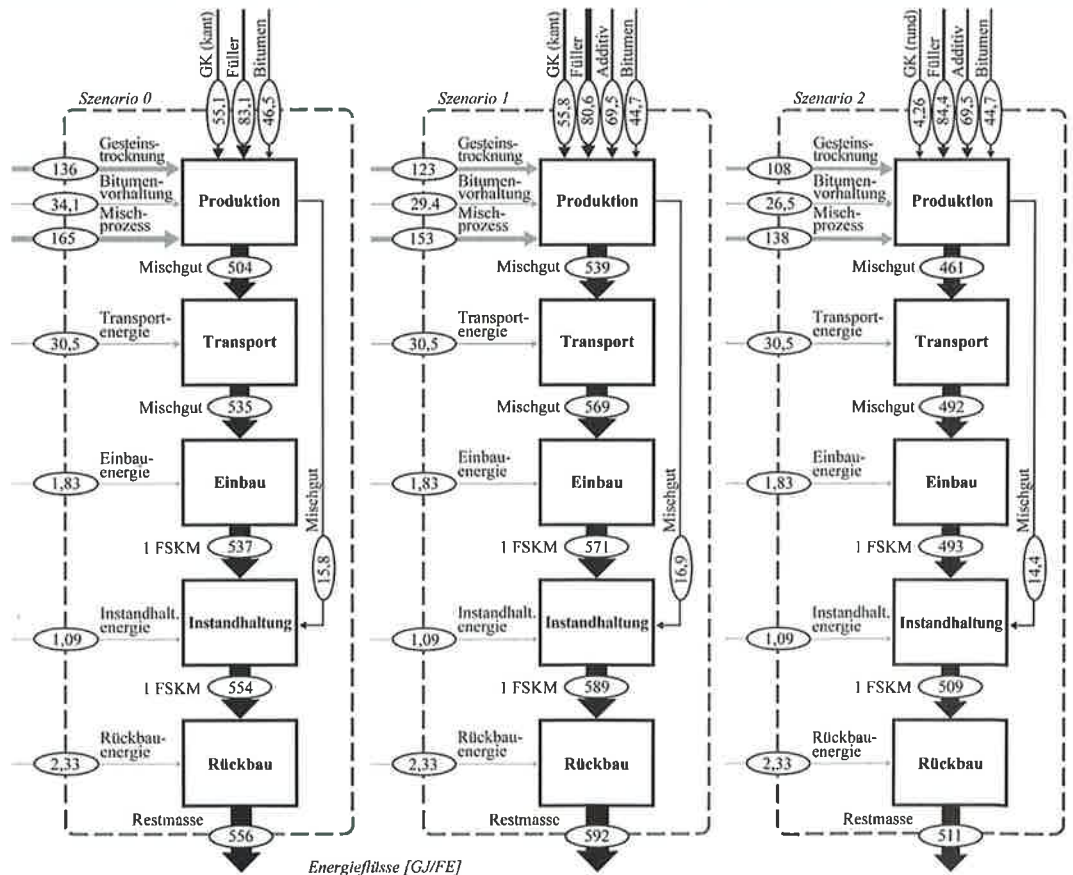 GK (kant)
Füller
Bitumen
Szenario 0
55,1
83,1
46,5
136
Gesteins-
trocknung
34,1
Bitumen-
vorhaltung
165
Misch-
prozess
Produktion
Mischgut
504
30,5
Transport-
energie
Transport
Mischgut
535
1,83
Einbau-
energie
Einbau
Mischgut
15,8
1 FSKM
537
1,09
Instandhalt.
energie
Instandhaltung
1 FSKM
554
2,33
Rückbau-
energie
Rückbau
Restmasse
556
GK (kant)
Füller
Additiv
Bitumen
Szenario 1
55,8
80,6
69,5
44,7
123
Gesteins-
trocknung
29,4
Bitumen-
vorhaltung
153
Misch-
prozess
Produktion
Mischgut
539
30,5
Transport-
energie
Transport
Mischgut
569
1,83
Einbau-
energie
Einbau
Mischgut
16,9
1 FSKM
571
1,09
Instandhalt.
energie
Instandhaltung
1 FSKM
589
2,33
Rückbau-
energie
Rückbau
Restmasse
592
GK (rund)
Füller
Additiv
Bitumen
Szenario 2
4,26
84,4
69,5
44,7
108
Gesteins-
trocknung
26,5
Bitumen-
vorhaltung
138
Misch-
prozess
Produktion
Mischgut
461
30,5
Transport-
energie
Transport
Mischgut
492
1,83
Einbau-
energie
Einbau
Mischgut
14,4
1 FSKM
493
1,09
Instandhalt.
energie
Instandhaltung
1 FSKM
509
2,33
Rückbau-
energie
Rückbau
Restmasse
511
Energieflüsse [GJ/FE]